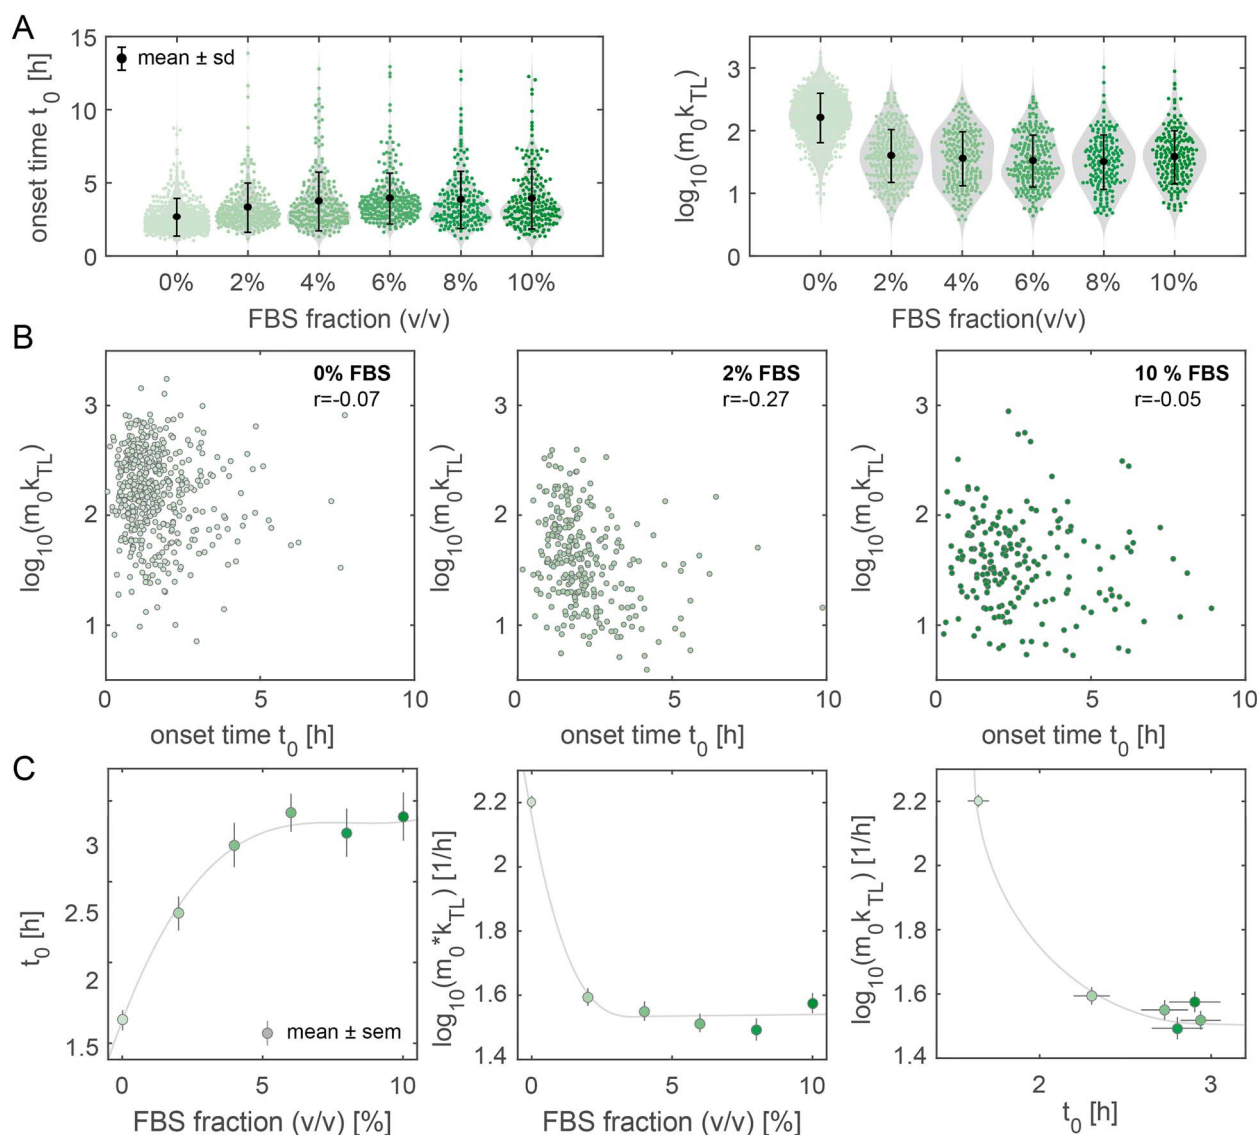 A
onset time t0 [h]
15
10
5
0
mean ± sd
0% 2% 4% 6% 8% 10%
FBS fraction (v/v)
log10(m0kTL)
3
2
1
0
0% 2% 4% 6% 8% 10%
FBS fraction(v/v)
B
log10(m0kTL)
3
2
1
0% FBS
r=-0.07
0 5 10
onset time t0 [h]
log10(m0kTL)
3
2
1
2% FBS
r=-0.27
0 5 10
onset time t0 [h]
log10(m0kTL)
3
2
1
10 % FBS
r=-0.05
0 5 10
onset time t0 [h]
C
t0 [h]
3
2.5
2
1.5
mean ± sem
0 5 10
FBS fraction (v/v) [%]
log10(m0*kTL) [1/h]
2.2
2
1.8
1.6
1.4
0 5 10
FBS fraction (v/v) [%]
log10(m0kTL) [1/h]
2.2
2
1.8
1.6
1.4
2 3
t0 [h]